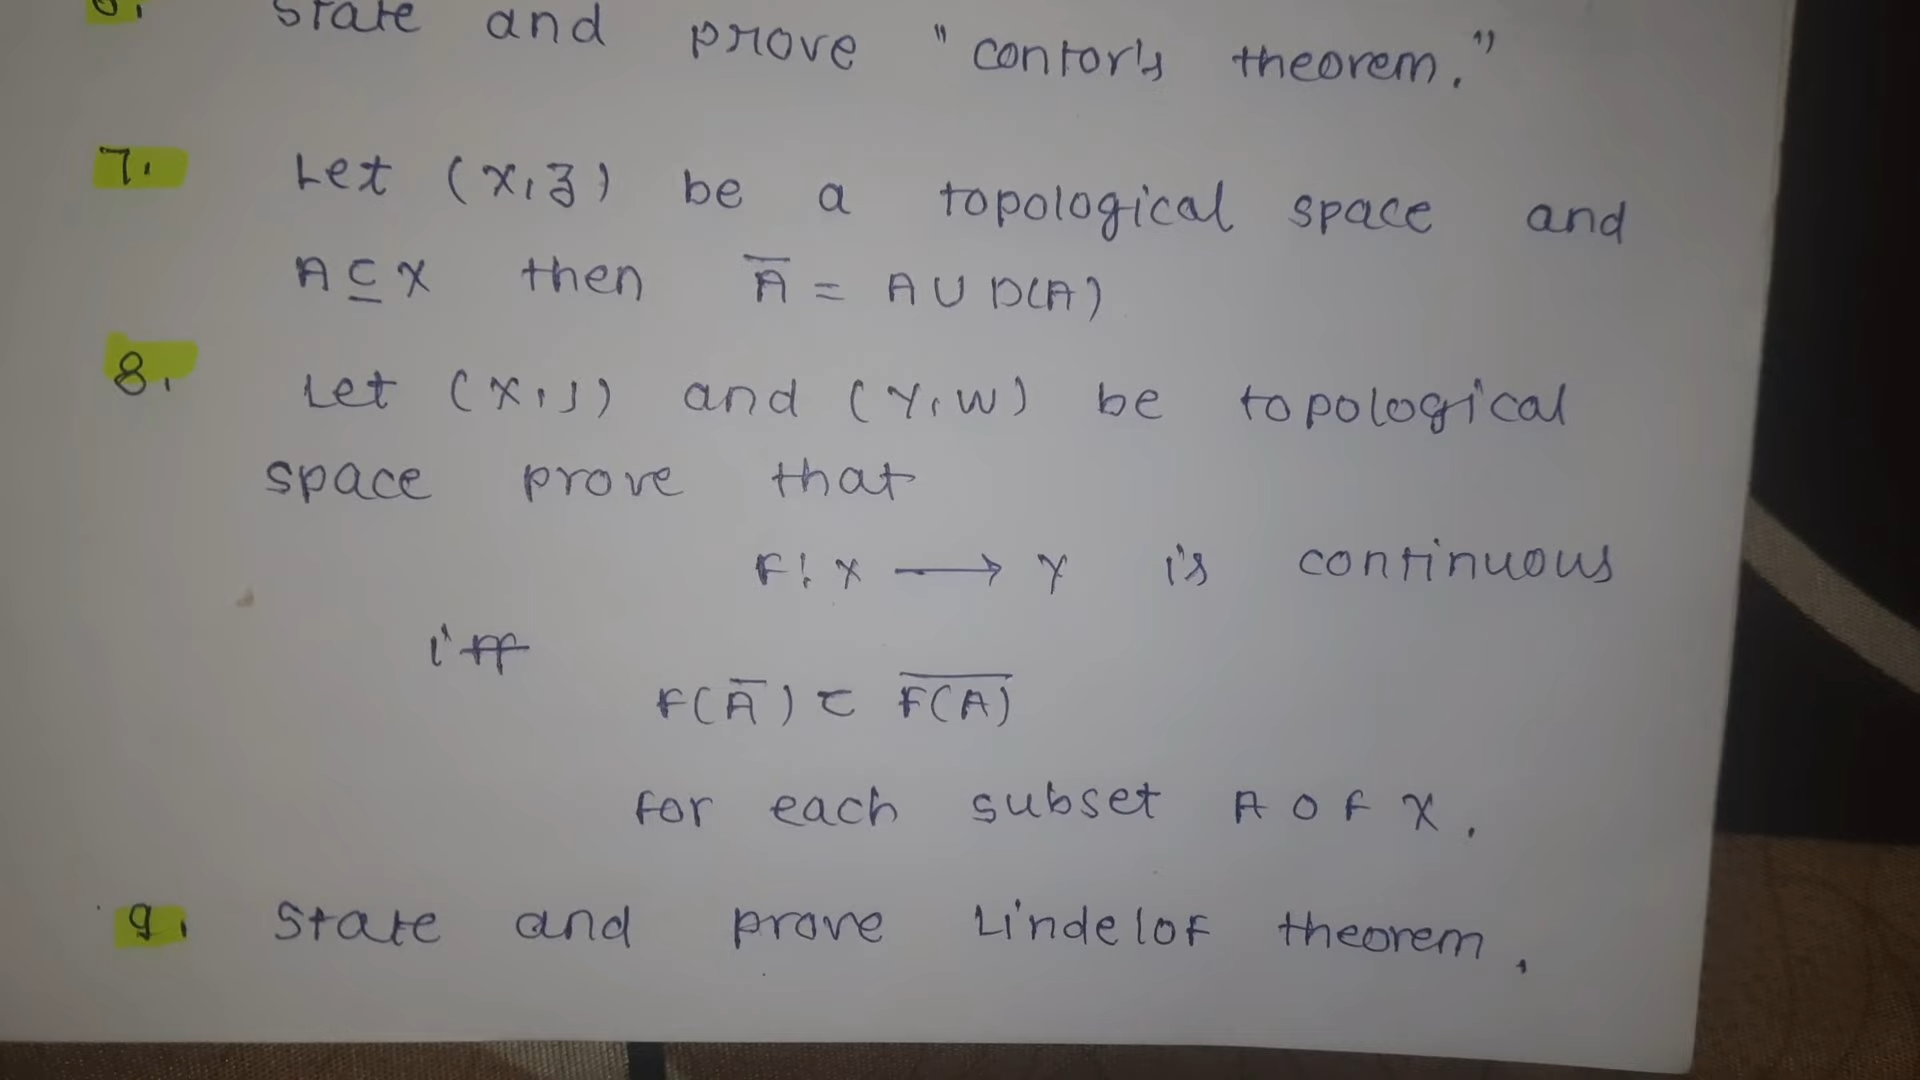 State and prove "contor's theorem."
7. Let (X,ʒ) be a topological space and
A ⊆ X then A̅ = A ∪ D(A)
8. Let (X, J) and (Y, W) be topological
space prove that
F: X ⟶ Y is continuous
iff
F(A̅) ⊂ \overline{F(A)}
for each subset A OF X.
9. State and prove Lindelof theorem.